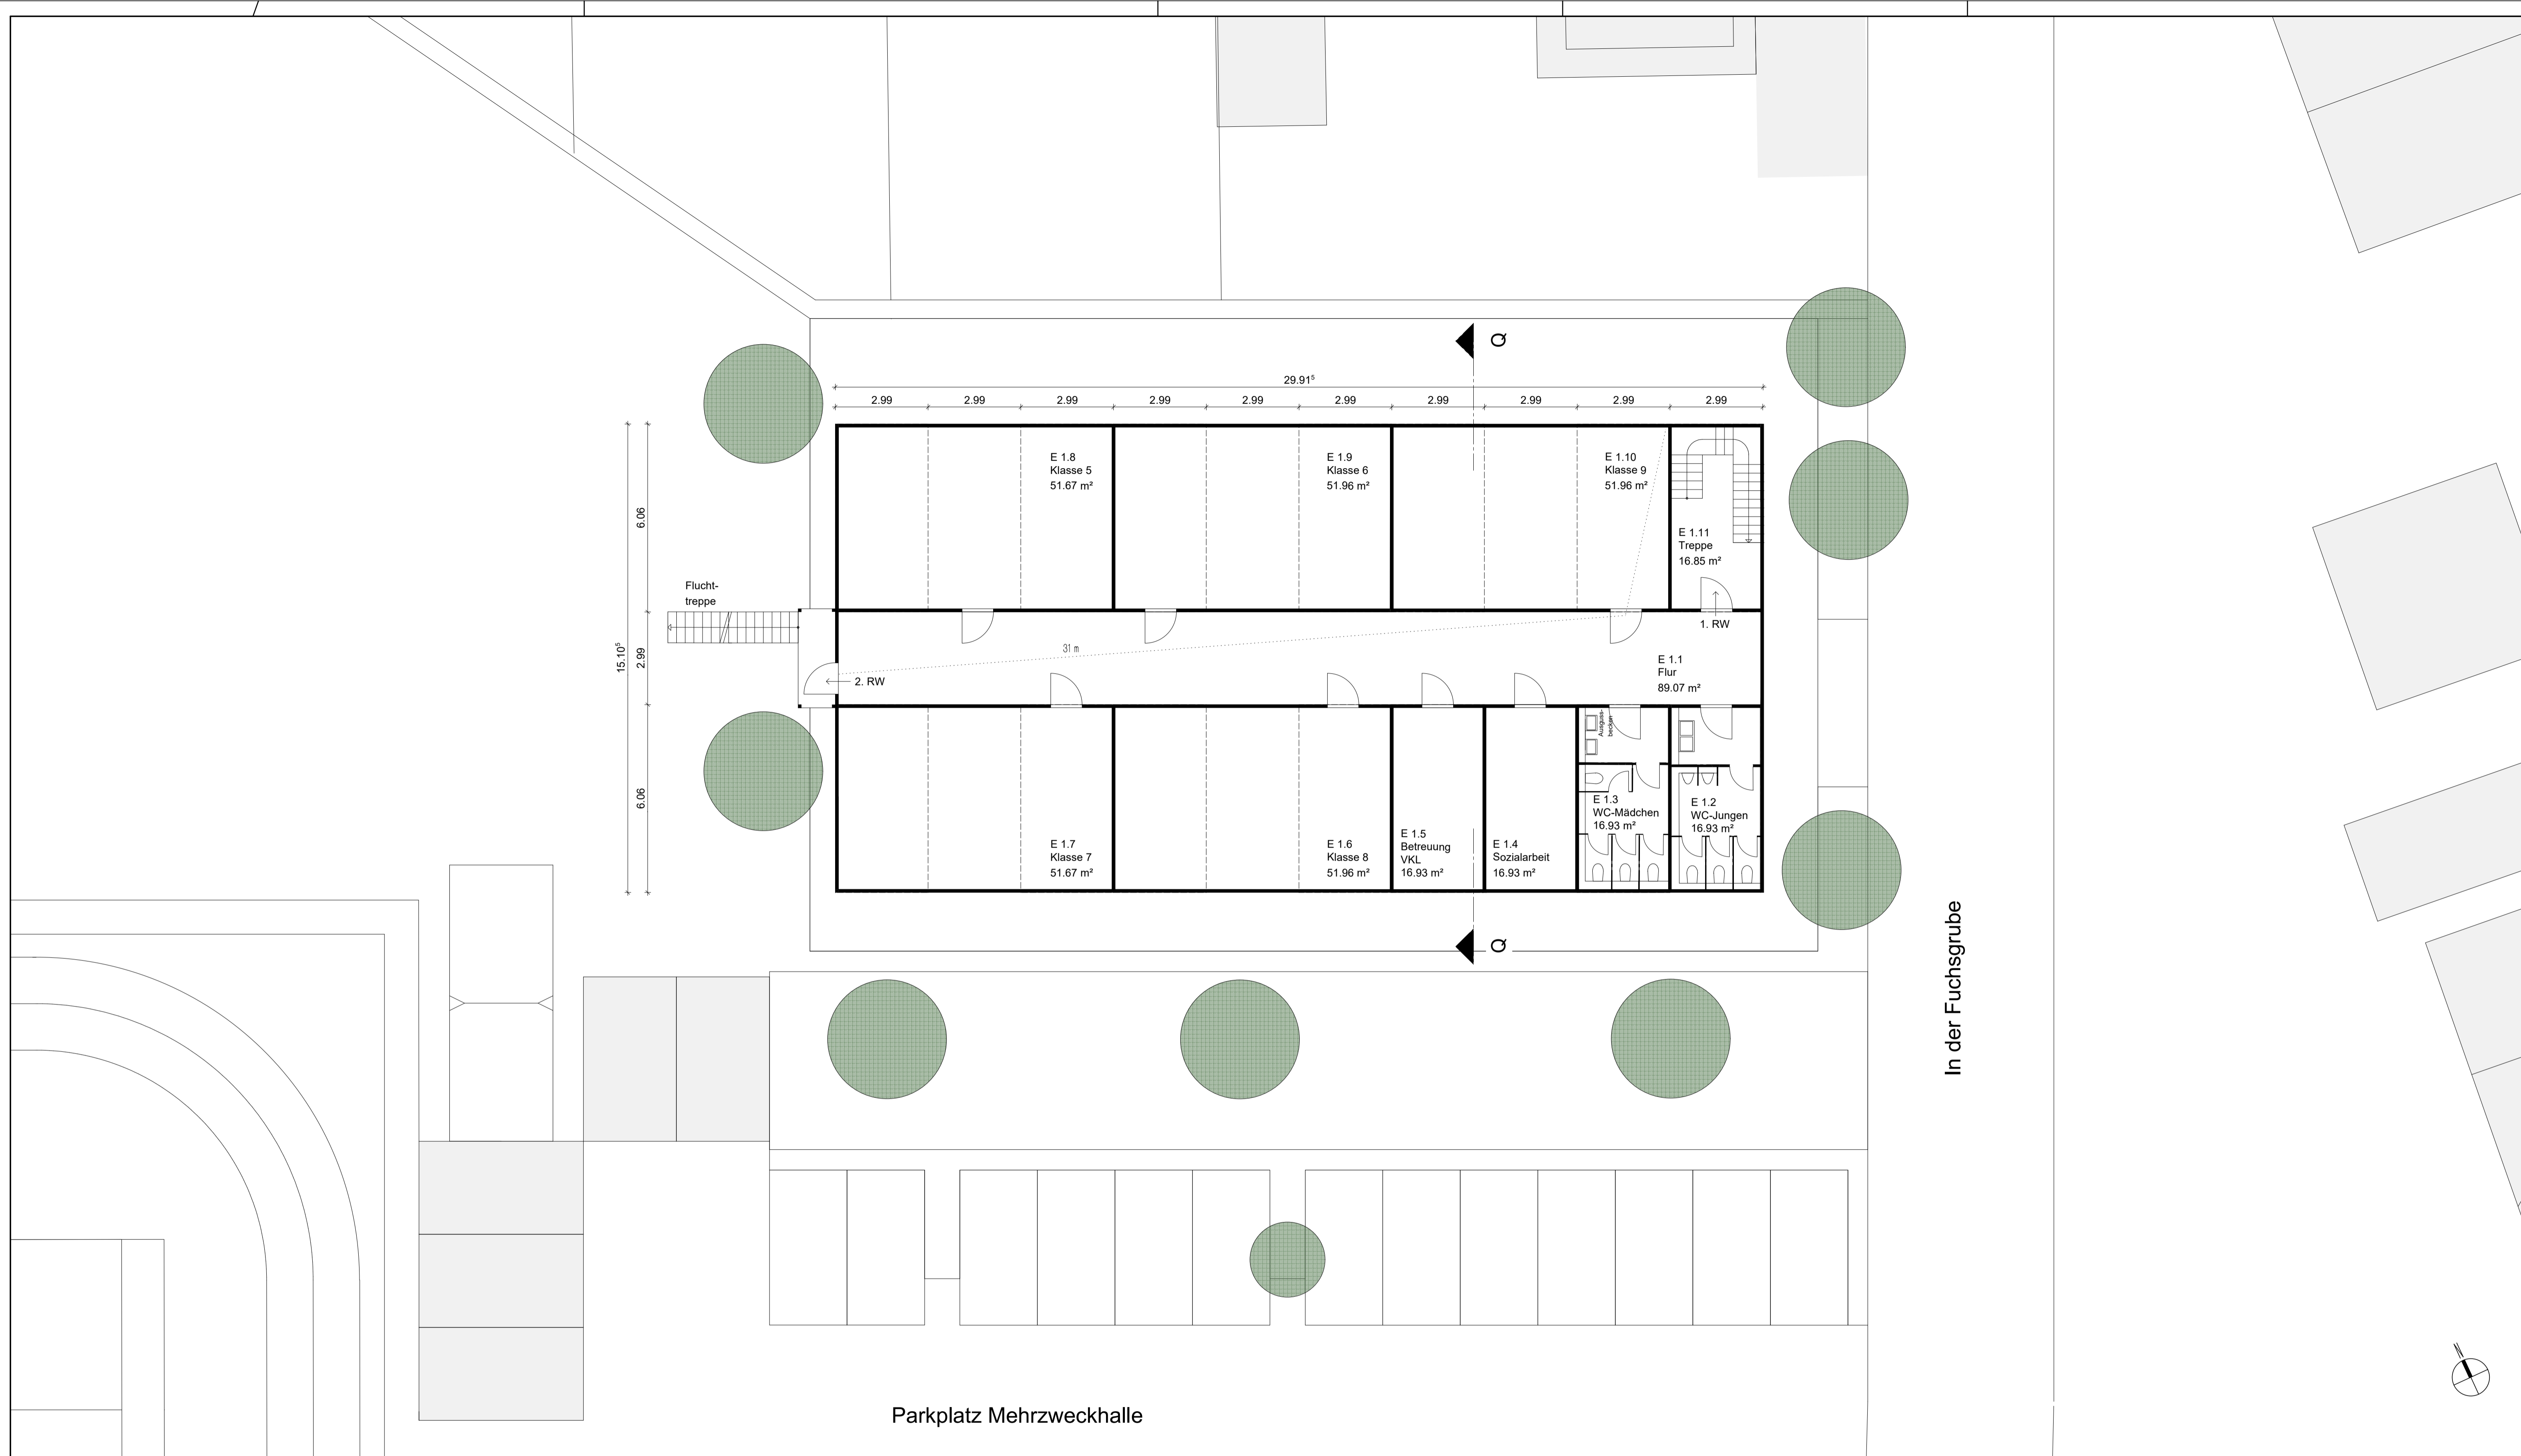 Q
29.91⁵
2.99 2.99 2.99 2.99 2.99 2.99 2.99 2.99 2.99 2.99
E 1.8
Klasse 5
51.67 m²
E 1.9
Klasse 6
51.96 m²
E 1.10
Klasse 9
51.96 m²
E 1.11
Treppe
16.85 m²
6.06
Flucht-
treppe
1. RW
31 m
15.10⁵
2.99
2. RW
E 1.1
Flur
89.07 m²
Ausguss-
becken
6.06
E 1.7
Klasse 7
51.67 m²
E 1.6
Klasse 8
51.96 m²
E 1.5
Betreuung
VKL
16.93 m²
E 1.4
Sozialarbeit
16.93 m²
E 1.3
WC-Mädchen
16.93 m²
E 1.2
WC-Jungen
16.93 m²
Q
In der Fuchsgrube
N
Parkplatz Mehrzweckhalle